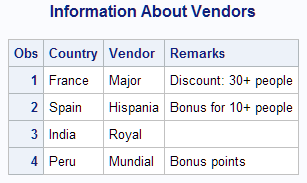 Information About Vendors
Obs Country Vendor Remarks
1 France Major Discount: 30+ people
2 Spain Hispania Bonus for 10+ people
3 India Royal
4 Peru Mundial Bonus points